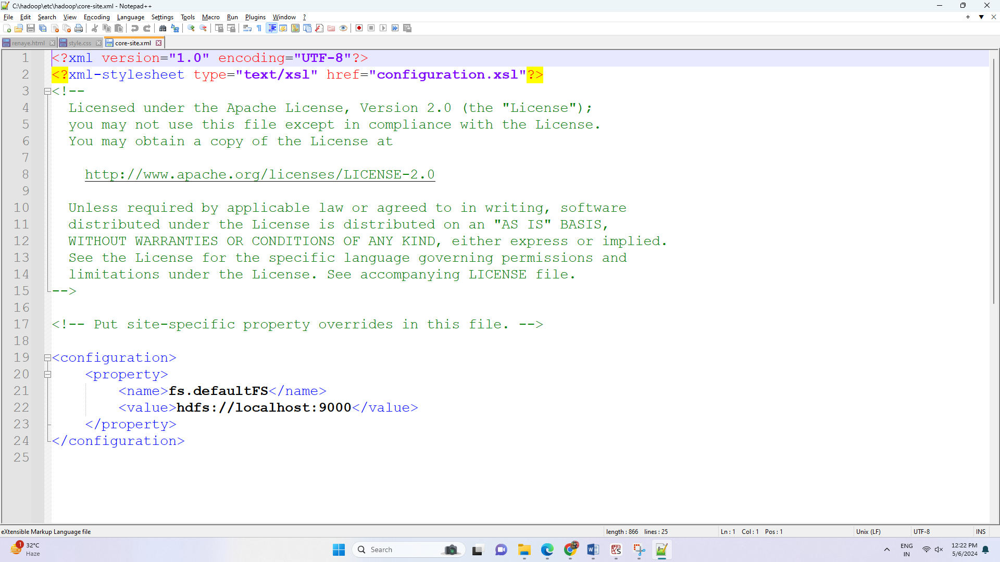 C:\hadoop\etc\hadoop\core-site.xml - Notepad++
File Edit Search View Encoding Language Settings Tools Macro Run Plugins Window ?
renaye.html style.css core-site.xml
1 <?xml version="1.0" encoding="UTF-8"?>
2 <?xml-stylesheet type="text/xsl" href="configuration.xsl"?>
3 <!--
4 Licensed under the Apache License, Version 2.0 (the "License");
5 you may not use this file except in compliance with the License.
6 You may obtain a copy of the License at
7
8 http://www.apache.org/licenses/LICENSE-2.0
9
10 Unless required by applicable law or agreed to in writing, software
11 distributed under the License is distributed on an "AS IS" BASIS,
12 WITHOUT WARRANTIES OR CONDITIONS OF ANY KIND, either express or implied.
13 See the License for the specific language governing permissions and
14 limitations under the License. See accompanying LICENSE file.
15 -->
16
17 <!-- Put site-specific property overrides in this file. -->
18
19 <configuration>
20 <property>
21 <name>fs.defaultFS</name>
22 <value>hdfs://localhost:9000</value>
23 </property>
24 </configuration>
25
eXtensible Markup Language file length : 866 lines : 25 Ln : 1 Col : 1 Pos : 1 Unix (LF) UTF-8 INS
1 32°C
Haze
Search
ENG
IN
12:22 PM
5/6/2024